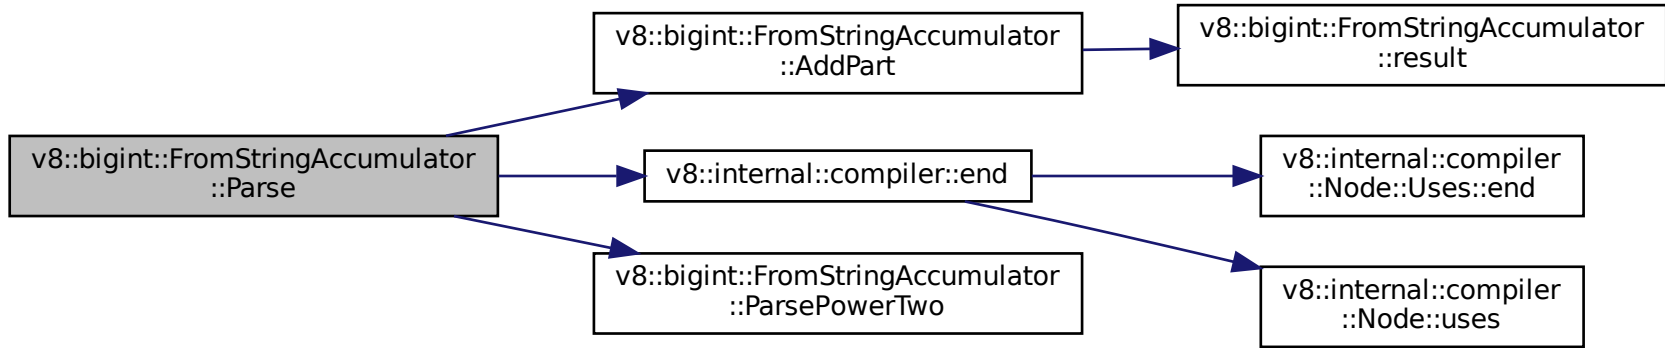 v8::bigint::FromStringAccumulator
::Parse
v8::bigint::FromStringAccumulator
::AddPart
v8::bigint::FromStringAccumulator
::result
v8::internal::compiler::end
v8::internal::compiler
::Node::Uses::end
v8::internal::compiler
::Node::uses
v8::bigint::FromStringAccumulator
::ParsePowerTwo